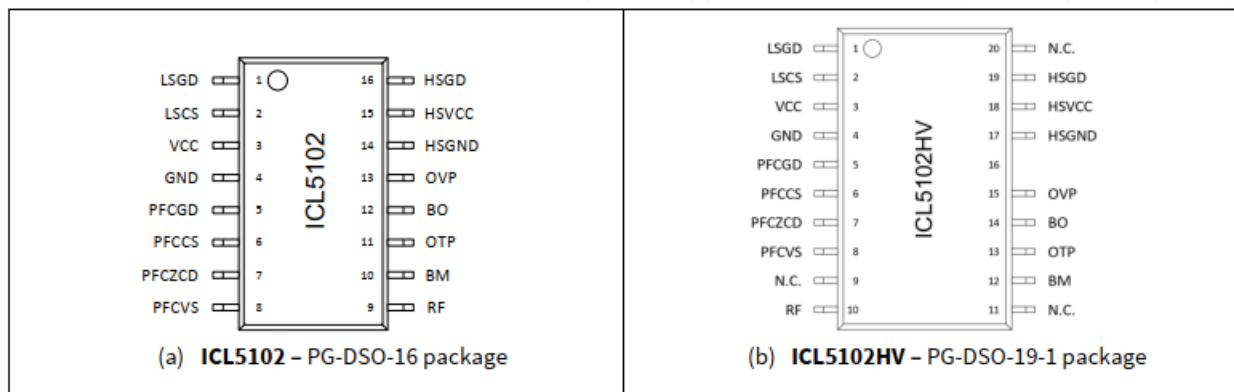 LSGD 1 16 HSGD
LSCS 2 15 HSVCC
VCC 3 14 HSGND
GND 4 13 OVP
PFCGD 5 12 BO
PFCCS 6 11 OTP
PFCZCD 7 10 BM
PFCVS 8 9 RF
ICL5102
(a) ICL5102 – PG-DSO-16 package
LSGD 1 20 N.C.
LSCS 2 19 HSGD
VCC 3 18 HSVCC
GND 4 17 HSGND
PFCGD 5 16
PFCCS 6 15 OVP
PFCZCD 7 14 BO
PFCVS 8 13 OTP
N.C. 9 12 BM
RF 10 11 N.C.
ICL5102HV
(b) ICL5102HV – PG-DSO-19-1 package